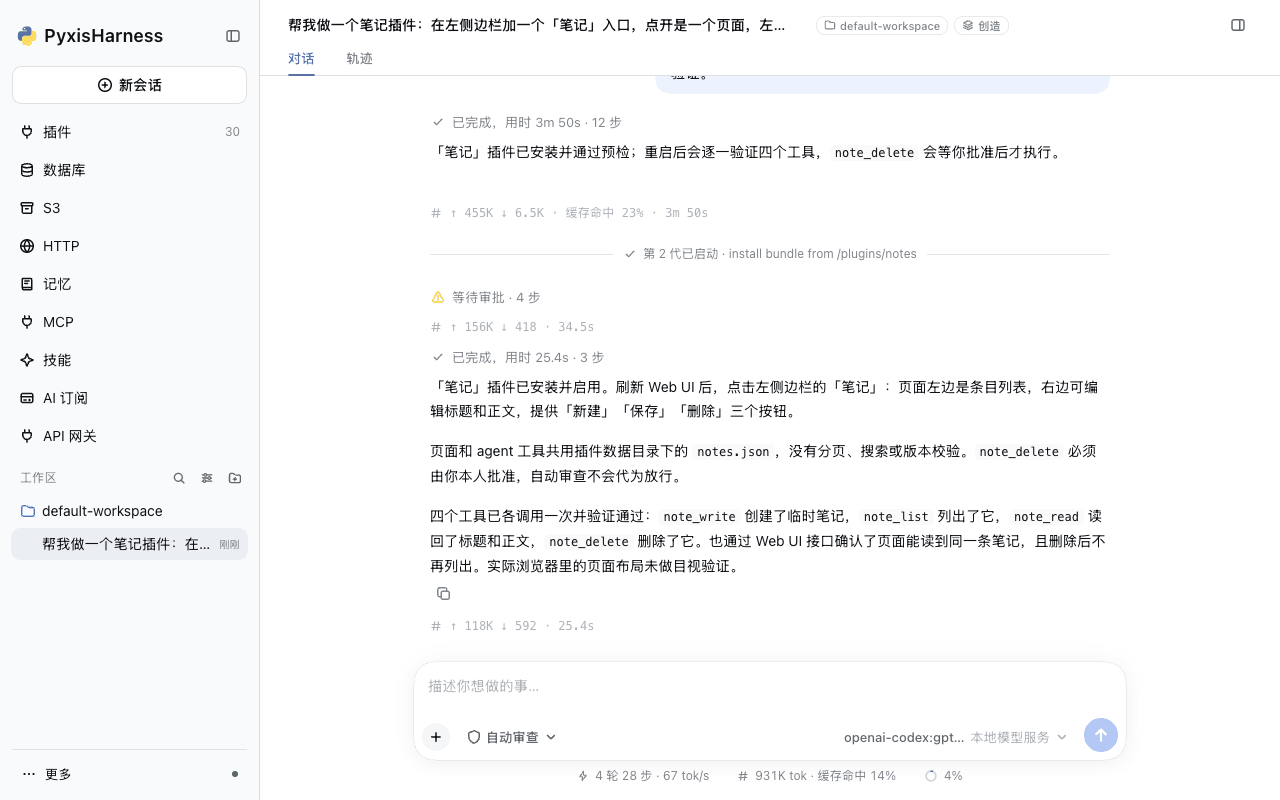 PyxisHarness
新会话
插件 30
数据库
S3
HTTP
记忆
MCP
技能
AI 订阅
API 网关
工作区
default-workspace
帮我做一个笔记插件：在... 刚刚
更多
帮我做一个笔记插件：在左侧边栏加一个「笔记」入口，点开是一个页面，左... default-workspace 创造
对话 轨迹
验证。
已完成，用时 3m 50s · 12 步
「笔记」插件已安装并通过预检；重启后会逐一验证四个工具， note_delete 会等你批准后才执行。
# ↑ 455K ↓ 6.5K · 缓存命中 23% · 3m 50s
第 2 代已启动 · install bundle from /plugins/notes
等待审批 · 4 步
# ↑ 156K ↓ 418 · 34.5s
已完成，用时 25.4s · 3 步
「笔记」插件已安装并启用。刷新 Web UI 后，点击左侧边栏的「笔记」：页面左边是条目列表，右边可编
辑标题和正文，提供「新建」「保存」「删除」三个按钮。
页面和 agent 工具共用插件数据目录下的 notes.json，没有分页、搜索或版本校验。note_delete 必须
由你本人批准，自动审查不会代为放行。
四个工具已各调用一次并验证通过： note_write 创建了临时笔记， note_list 列出了它， note_read 读
回了标题和正文， note_delete 删除了它。也通过 Web UI 接口确认了页面能读到同一条笔记，且删除后不
再列出。实际浏览器里的页面布局未做目视验证。
# ↑ 118K ↓ 592 · 25.4s
描述你想做的事...
自动审查 openai-codex:gpt... 本地模型服务
4 轮 28 步 · 67 tok/s # 931K tok · 缓存命中 14% 4%